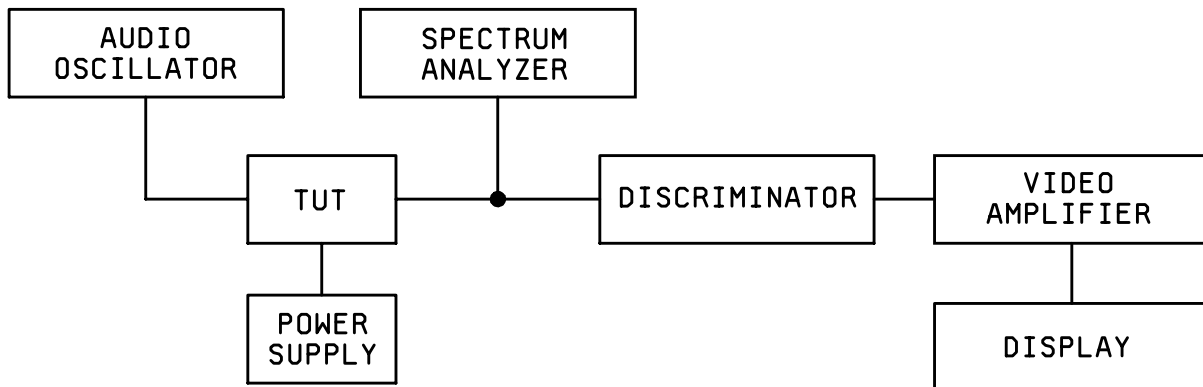 AUDIO
OSCILLATOR
SPECTRUM
ANALYZER
TUT
DISCRIMINATOR
VIDEO
AMPLIFIER
POWER
SUPPLY
DISPLAY